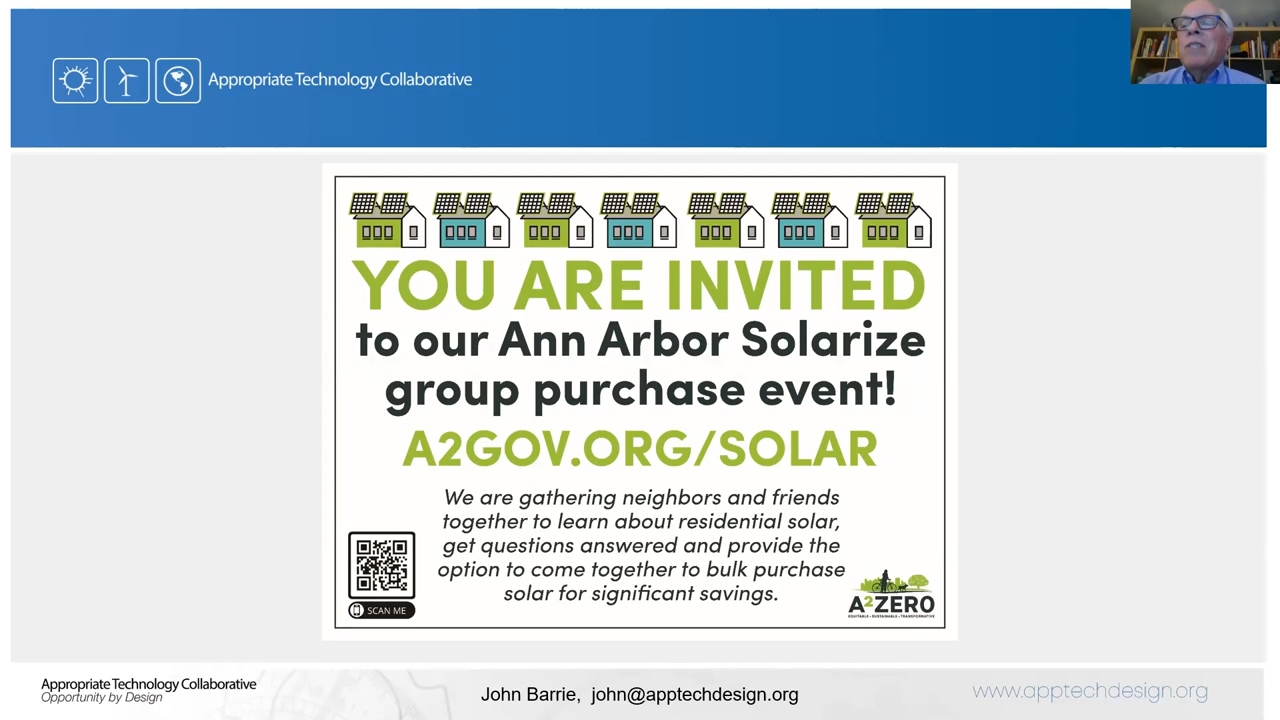 Appropriate Technology Collaborative
YOU ARE INVITED
to our Ann Arbor Solarize
group purchase event!
A2GOV.ORG/SOLAR
We are gathering neighbors and friends
together to learn about residential solar,
get questions answered and provide the
option to come together to bulk purchase
solar for significant savings.
SCAN ME
A²ZERO
EQUITABLE • SUSTAINABLE • TRANSFORMATIVE
Appropriate Technology Collaborative
Opportunity by Design
John Barrie, john@apptechdesign.org
www.apptechdesign.org